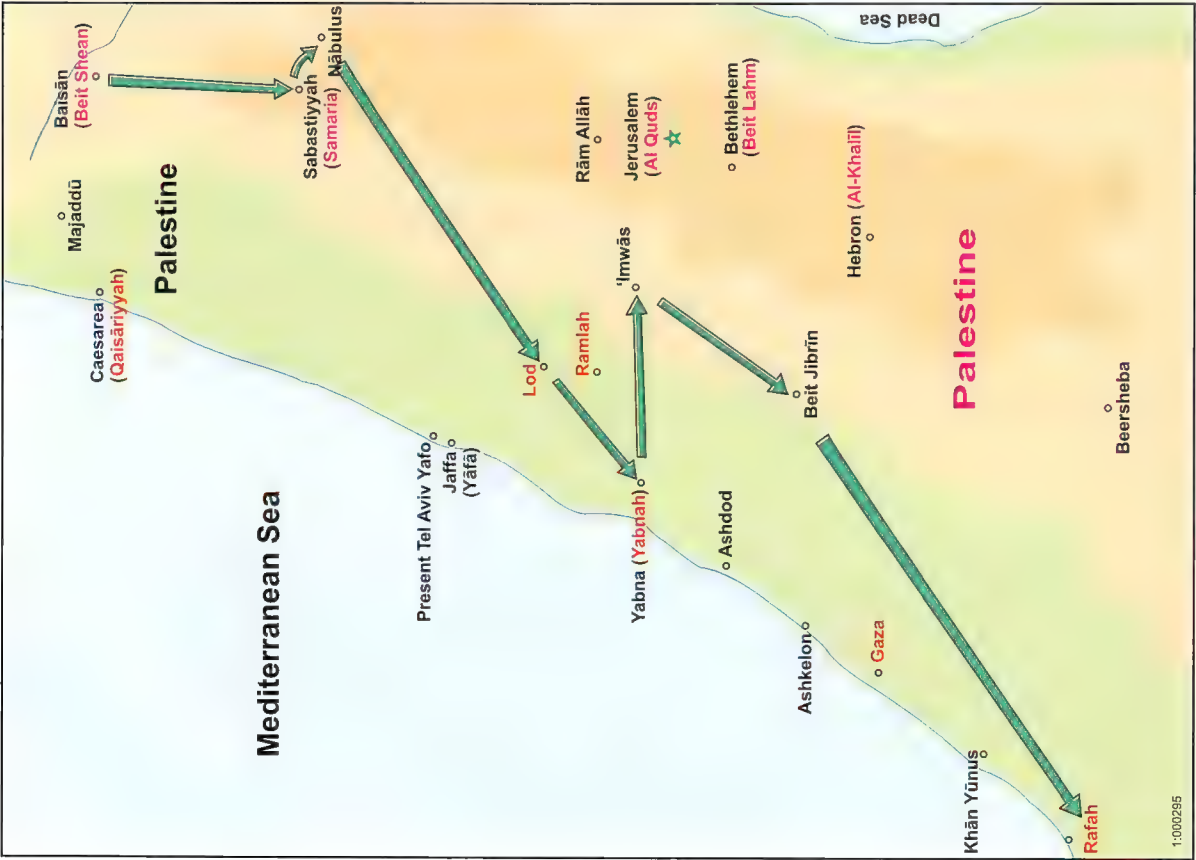 Baisān
(Beit Shean)
Majaddū
Caesarea
(Qaisāriyyah)
Palestine
Sabastiyyah
(Samaria)
Nābulus
Mediterranean Sea
Present Tel Aviv Yafo
Jaffa
(Yāfā)
Lod
Ramlah
Rām Allāh
Jerusalem
(Al Quds)
'Imwās
Yabna (Yabnah)
Bethlehem
(Beit Lahm)
Dead Sea
Ashdod
Beit Jibrīn
Hebron (Al-Khalīl)
Ashkelon
Gaza
Palestine
Khān Yūnus
Beersheba
Rafah
1:000295